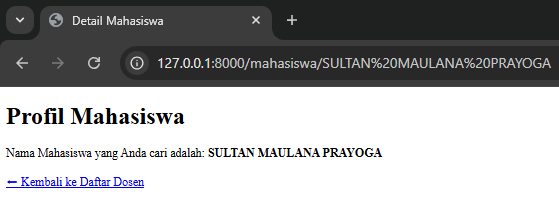 Detail Mahasiswa
127.0.0.1:8000/mahasiswa/SULTAN%20MAULANA%20PRAYOGA
Profil Mahasiswa
Nama Mahasiswa yang Anda cari adalah: SULTAN MAULANA PRAYOGA
← Kembali ke Daftar Dosen